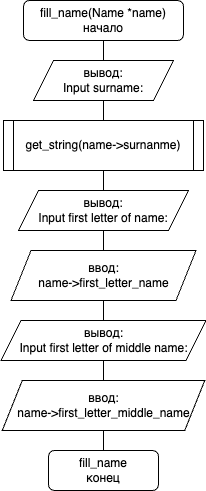 fill_name(Name *name)
начало
вывод:
Input surname:
get_string(name->surnanme)
вывод:
Input first letter of name:
ввод:
name->first_letter_name
вывод:
Input first letter of middle name:
ввод:
name->first_letter_middle_name
fill_name
конец